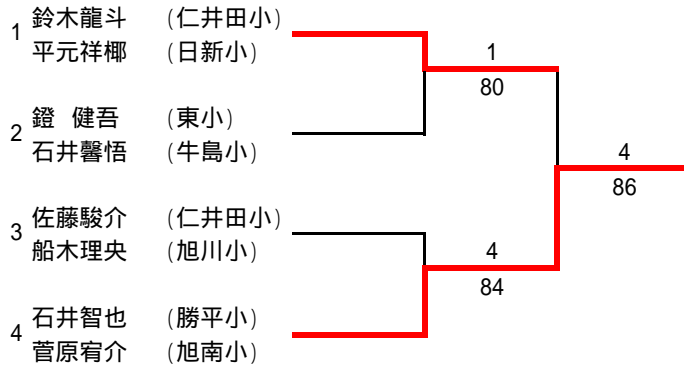 1 鈴木龍斗 (仁井田小)
平元祥椰 (日新小)
2 鐙 健吾 (東小)
石井馨悟 (牛島小)
3 佐藤駿介 (仁井田小)
船木理央 (旭川小)
4 石井智也 (勝平小)
菅原宥介 (旭南小)
1
80
4
84
4
86